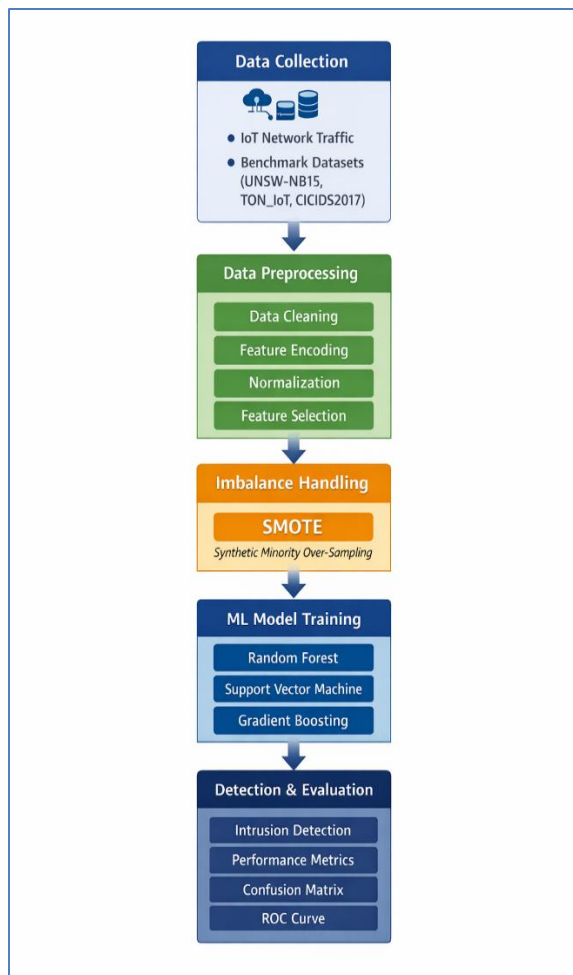 Data Collection
IoT Network Traffic
Benchmark Datasets
(UNSW-NB15,
TON_IoT, CICIDS2017)
Data Preprocessing
Data Cleaning
Feature Encoding
Normalization
Feature Selection
Imbalance Handling
SMOTE
Synthetic Minority Over-Sampling
ML Model Training
Random Forest
Support Vector Machine
Gradient Boosting
Detection & Evaluation
Intrusion Detection
Performance Metrics
Confusion Matrix
ROC Curve